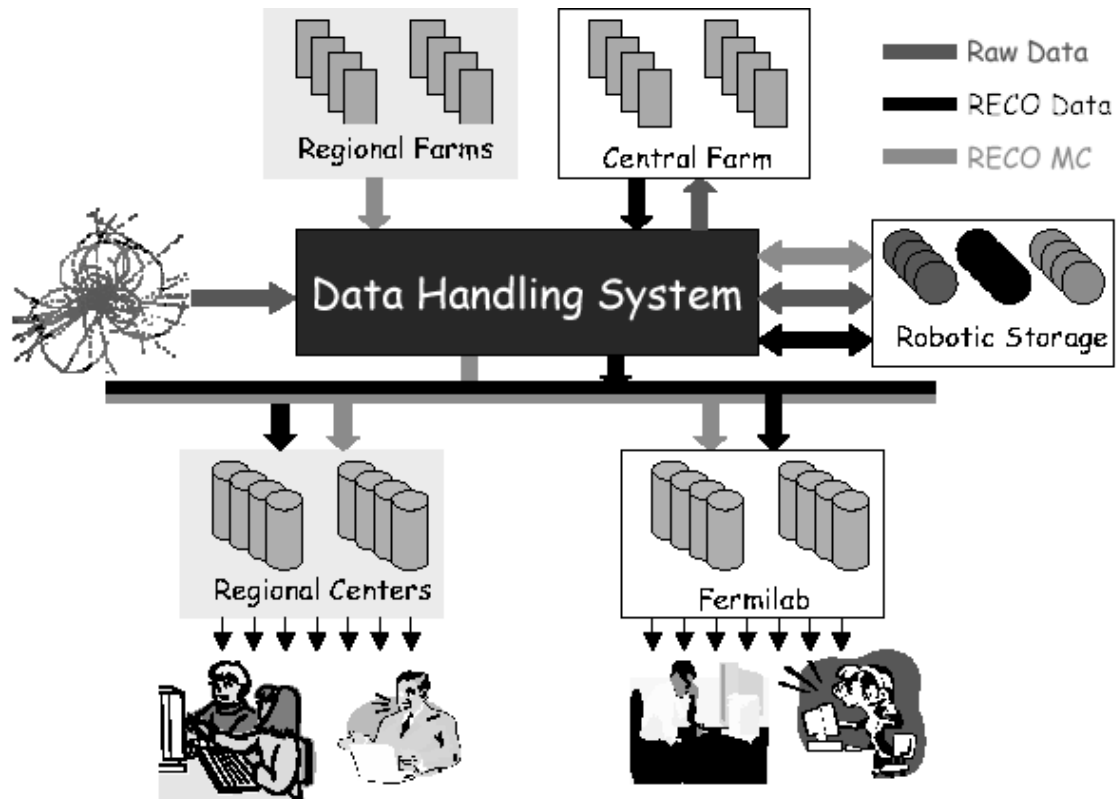 Regional Farms
Central Farm
Raw Data
RECO Data
RECO MC
Data Handling System
Robotic Storage
Regional Centers
Fermilab